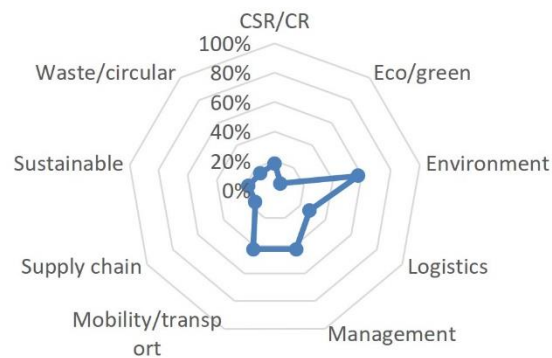 CSR/CR
100%
80%
60%
40%
20%
0%
Eco/green
Environment
Logistics
Management
Mobility/transp
ort
Supply chain
Sustainable
Waste/circular